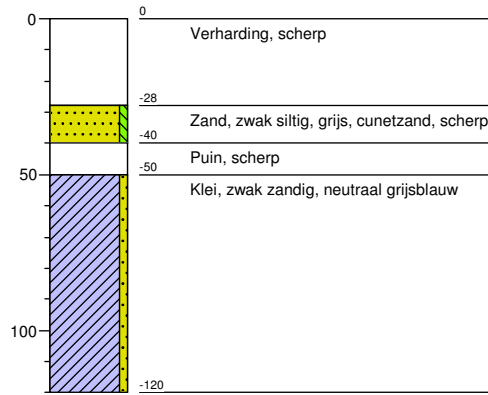 0
0
Verharding, scherp
-28
Zand, zwak siltig, grijs, cunetzand, scherp
-40
Puin, scherp
50
-50
Klei, zwak zandig, neutraal grijsblauw
100
-120